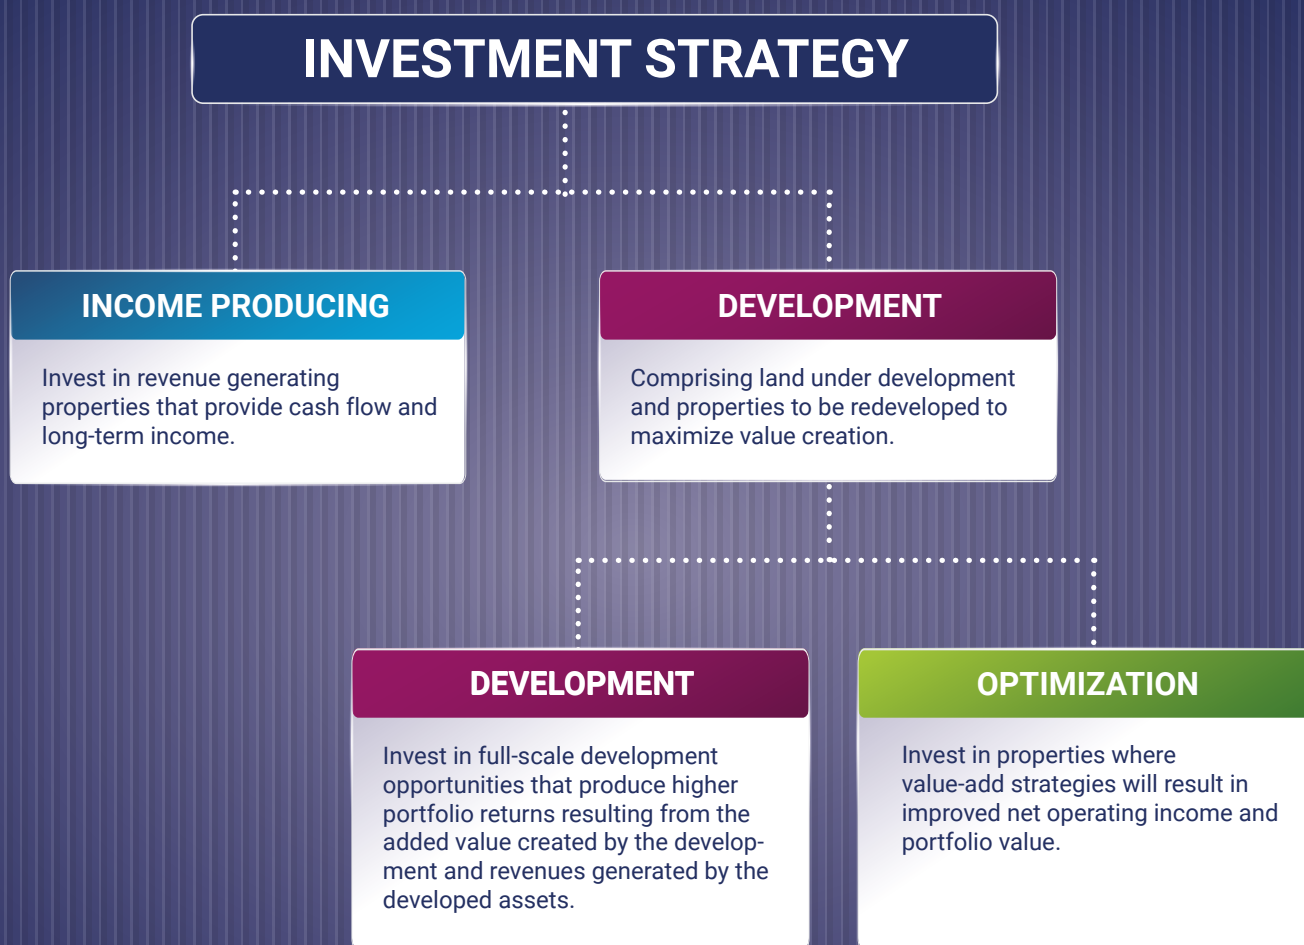 INVESTMENT STRATEGY
INCOME PRODUCING
Invest in revenue generating
properties that provide cash flow and
long-term income.
DEVELOPMENT
Comprising land under development
and properties to be redeveloped to
maximize value creation.
DEVELOPMENT
Invest in full-scale development
opportunities that produce higher
portfolio returns resulting from the
added value created by the develop-
ment and revenues generated by the
developed assets.
OPTIMIZATION
Invest in properties where
value-add strategies will result in
improved net operating income and
portfolio value.